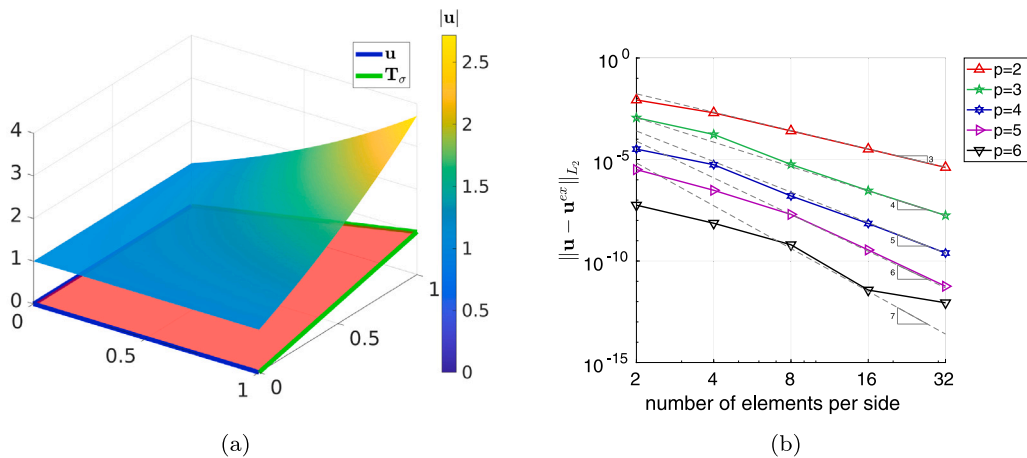 |u|
u
T_σ
2.5
2
1.5
1
0.5
0
4
3
2
1
0
0
0.5
1
0
0.5
1
(a)
10^0
10^-5
10^-10
10^-15
||u − u^{ex}||_{L_2}
3
4
5
6
7
2
4
8
16
32
number of elements per side
p=2
p=3
p=4
p=5
p=6
(b)